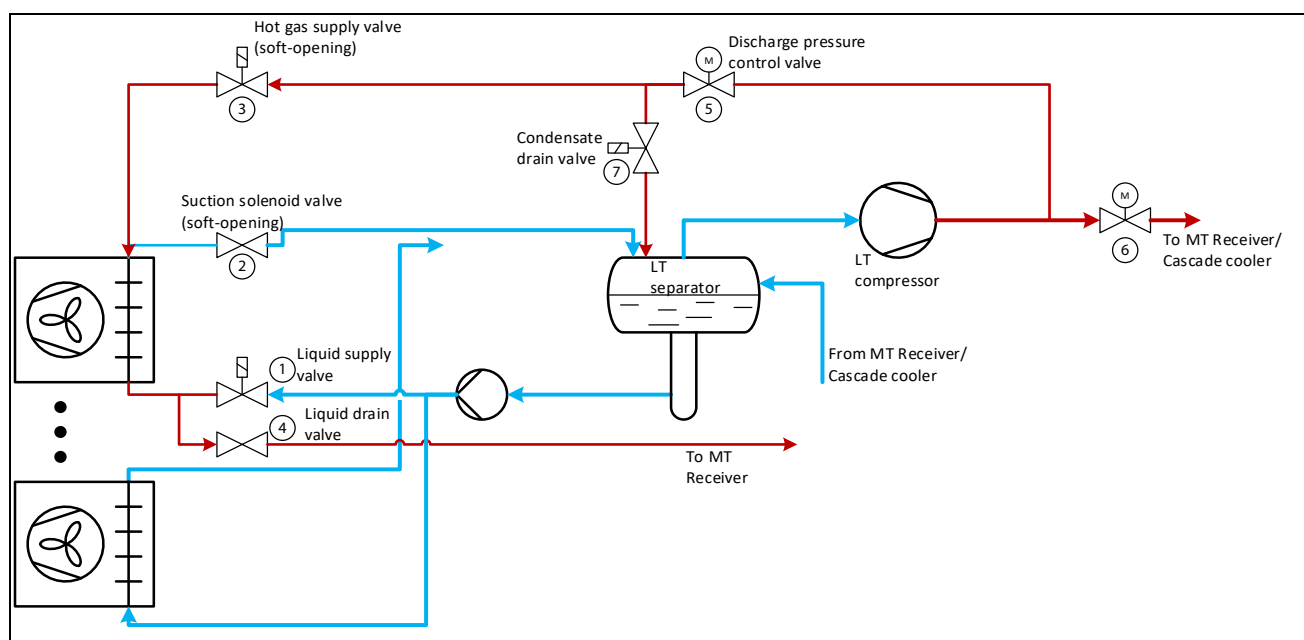 Hot gas supply valve
(soft-opening)
3
Discharge pressure
control valve
M
5
Condensate
drain valve
7
Suction solenoid valve
(soft-opening)
2
M
6
To MT Receiver/
Cascade cooler
LT
compressor
LT
separator
From MT Receiver/
Cascade cooler
1
Liquid supply
valve
4
Liquid drain
valve
To MT
Receiver